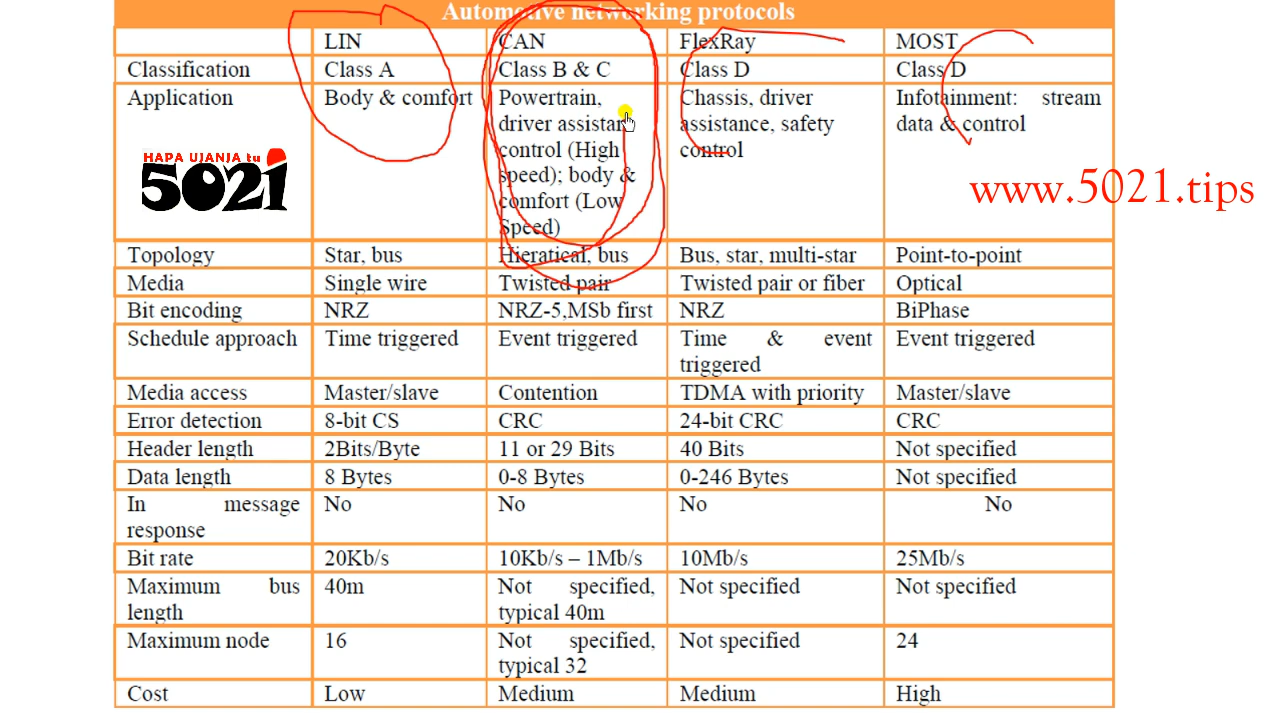 Automotive networking protocols
LIN CAN FlexRay MOST
Classification Class A Class B & C Class D Class D
Application Body & comfort Powertrain, Chassis, driver Infotainment: stream
driver assistant assistance, safety data & control
control (High control
speed); body &
comfort (Low
Speed)
HAPA UJANJA tu
5021
www.5021.tips
Topology Star, bus Hieratical, bus Bus, star, multi-star Point-to-point
Media Single wire Twisted pair Twisted pair or fiber Optical
Bit encoding NRZ NRZ-5,MSb first NRZ BiPhase
Schedule approach Time triggered Event triggered Time & event Event triggered
triggered
Media access Master/slave Contention TDMA with priority Master/slave
Error detection 8-bit CS CRC 24-bit CRC CRC
Header length 2Bits/Byte 11 or 29 Bits 40 Bits Not specified
Data length 8 Bytes 0-8 Bytes 0-246 Bytes Not specified
In message No No No No
response
Bit rate 20Kb/s 10Kb/s – 1Mb/s 10Mb/s 25Mb/s
Maximum bus 40m Not specified, Not specified Not specified
length typical 40m
Maximum node 16 Not specified, Not specified 24
typical 32
Cost Low Medium Medium High